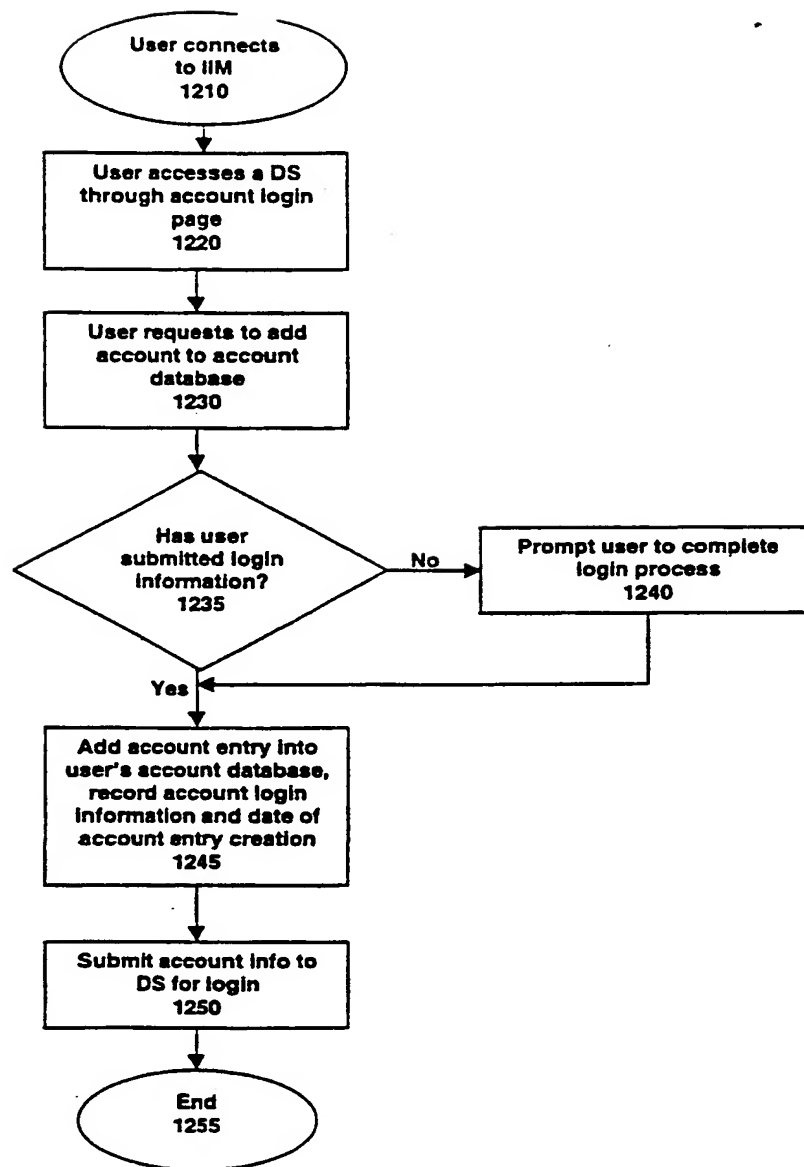 User connects
to IIM
1210
User accesses a DS
through account login
page
1220
User requests to add
account to account
database
1230
Has user
submitted login
information?
1235
No
Prompt user to complete
login process
1240
Yes
Add account entry into
user's account database,
record account login
information and date of
account entry creation
1245
Submit account info to
DS for login
1250
End
1255